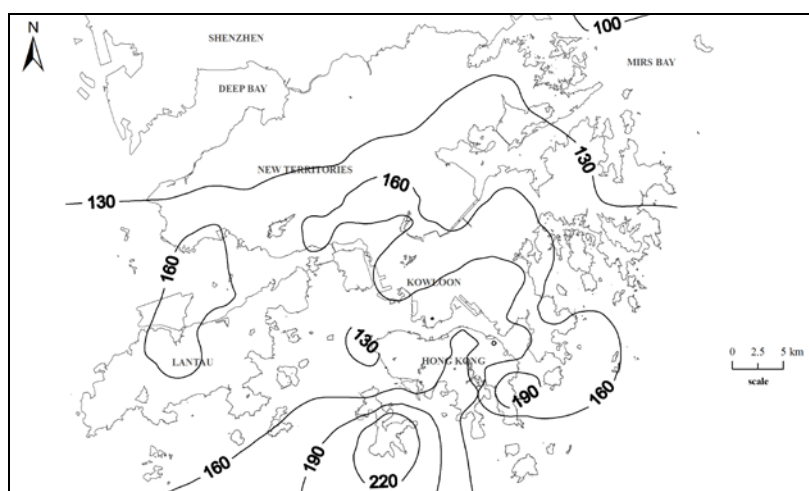 100
N
SHENZHEN
MIRS BAY
DEEP BAY
130
NEW TERRITORIES
160
130
160
KOWLOON
130
LANTAU
HONG KONG
0 2.5 5 km
scale
190
160
160
190
220